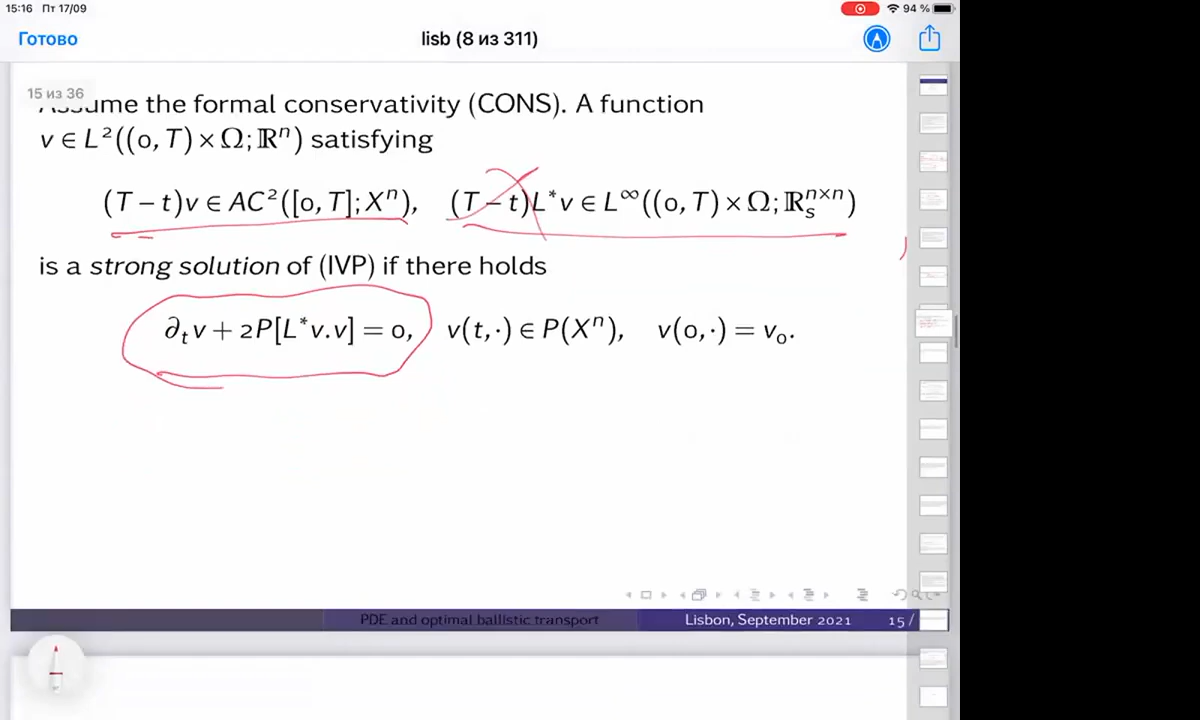 15:16 Пт 17/09 94 %
Готово lisb (8 из 311)
15 из 36
Assume the formal conservativity (CONS). A function
v ∈ L²((0, T) × Ω; ℝⁿ) satisfying
(T − t)v ∈ AC²([0, T]; Xⁿ), (T − t)L*v ∈ L^∞((0, T) × Ω; ℝ_s^{n×n})
is a strong solution of (IVP) if there holds
∂ₜv + 2P[L*v.v] = 0, v(t, ·) ∈ P(Xⁿ), v(0, ·) = v₀.
PDE and optimal ballistic transport Lisbon, September 2021 15 /